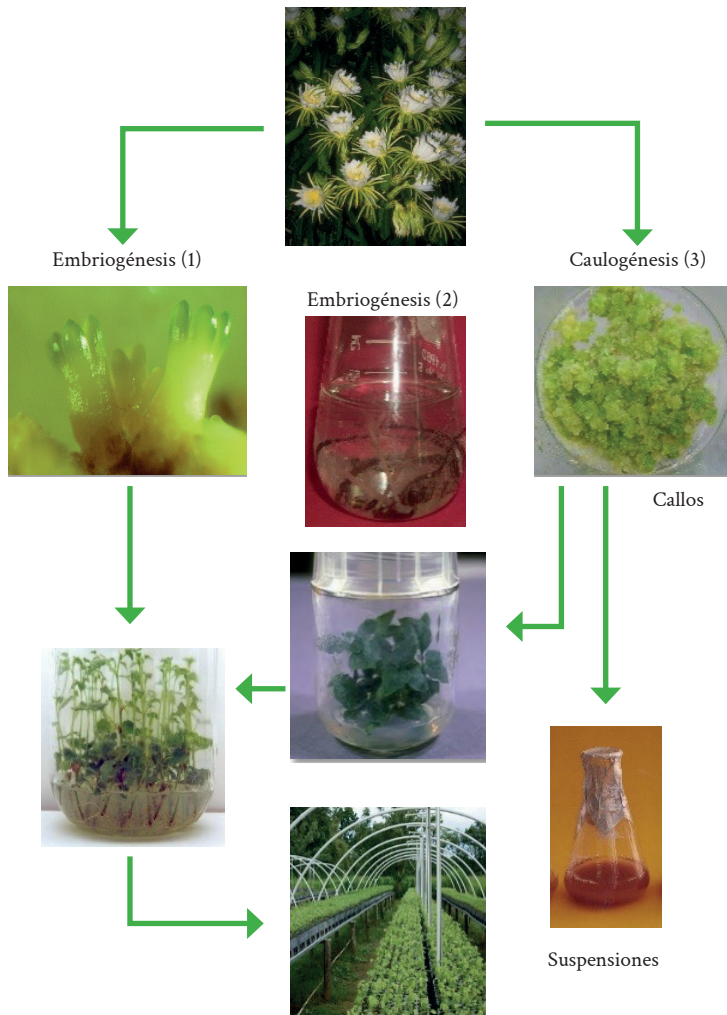 Embriogénesis (1)
Caulogénesis (3)
Embriogénesis (2)
Callos
Suspensiones